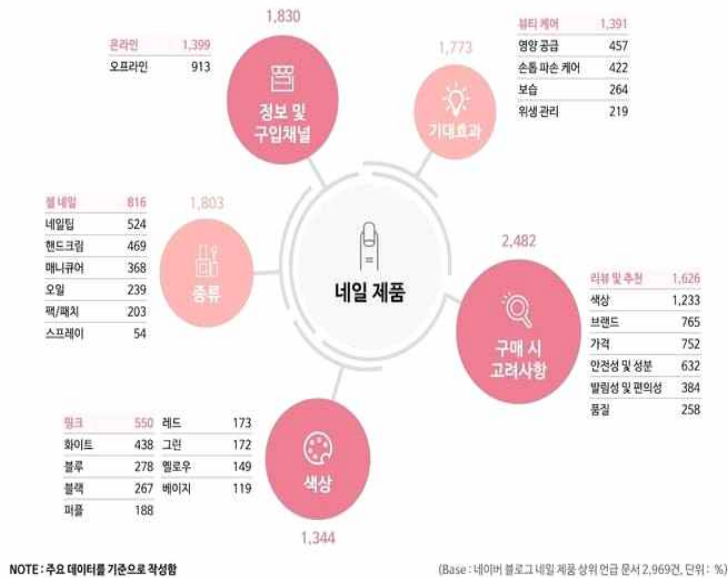 1,830
온라인 1,399
오프라인 913
정보 및
구입채널
1,773
기대효과
뷰티 케어 1,391
영양 공급 457
손톱 파손 케어 422
보습 264
위생 관리 219
셀 네일 816
네일팁 524
핸드크림 469
매니큐어 368
오일 239
팩/패치 203
스프레이 54
1,803
종류
네일 제품
2,482
구매 시
고려사항
리뷰 및 추천 1,626
색상 1,233
브랜드 765
가격 752
안전성 및 성분 632
발림성 및 편의성 384
품질 258
핑크 550 레드 173
화이트 438 그린 172
블루 278 옐로우 149
블랙 267 베이지 119
퍼플 188
색상
1,344
NOTE : 주요 데이터를 기준으로 작성함
(Base : 네이버 블로그 네일 제품 상위 언급 문서 2,969건, 단위 : %)